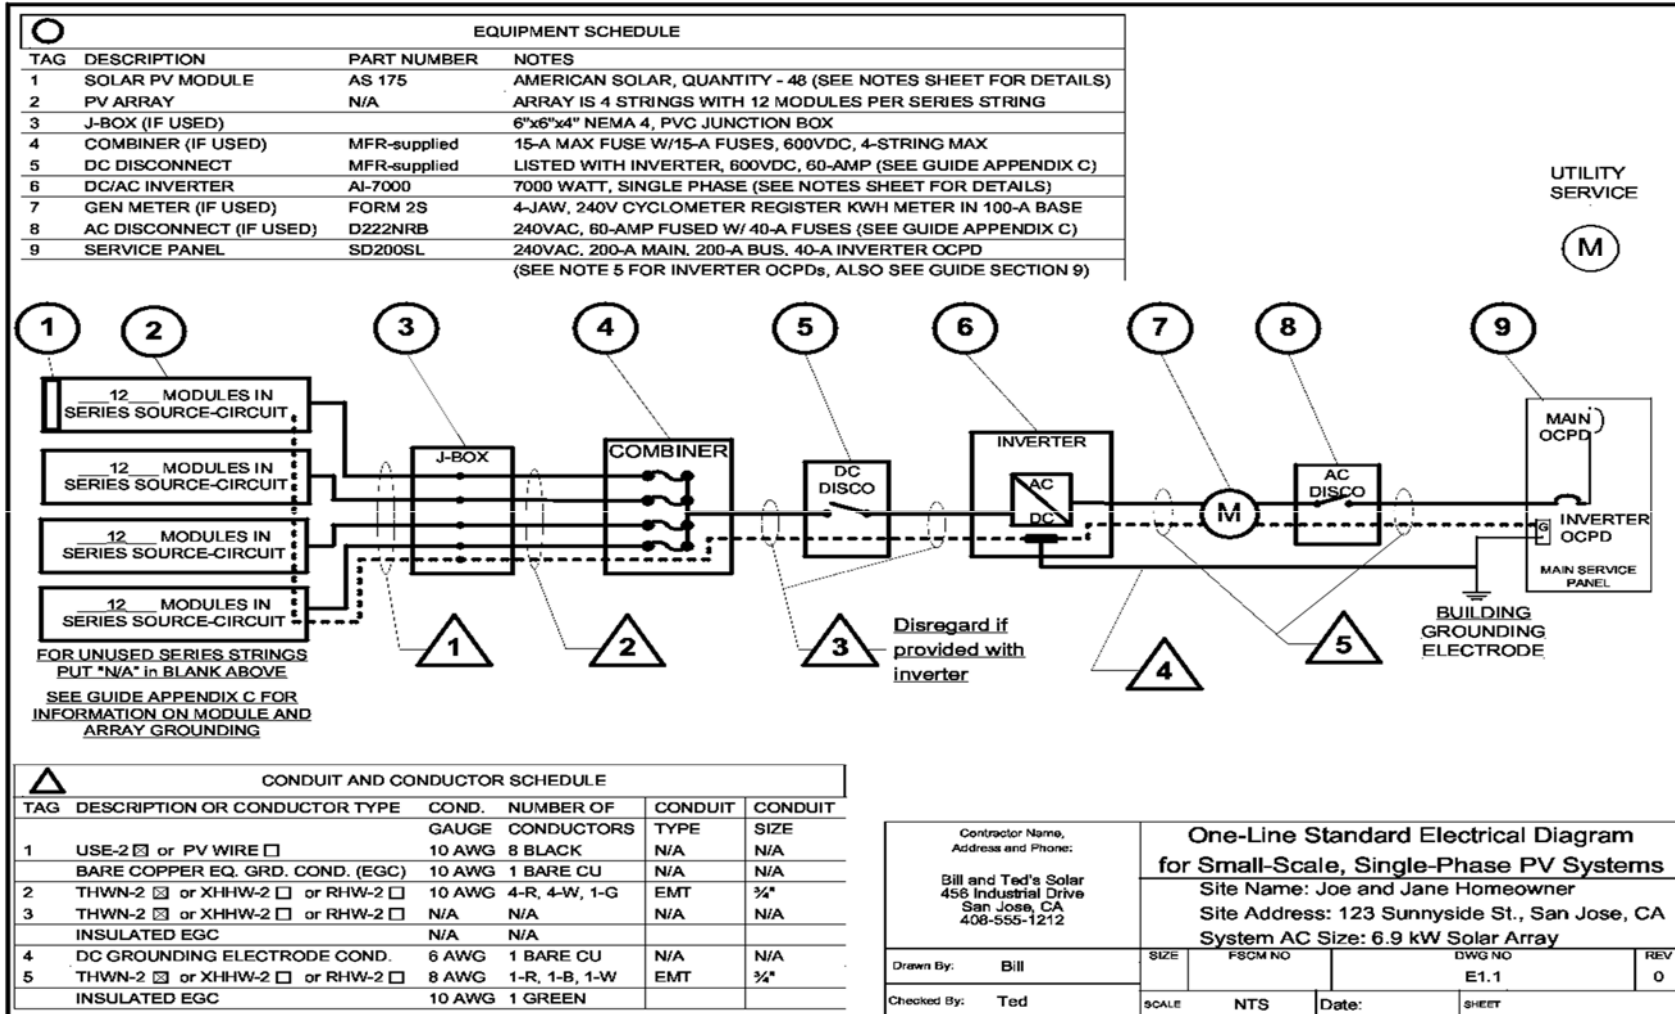 EQUIPMENT SCHEDULE
TAG DESCRIPTION PART NUMBER NOTES
1 SOLAR PV MODULE AS 175 AMERICAN SOLAR, QUANTITY - 48 (SEE NOTES SHEET FOR DETAILS)
2 PV ARRAY N/A ARRAY IS 4 STRINGS WITH 12 MODULES PER SERIES STRING
3 J-BOX (IF USED) 6"x6"x4" NEMA 4, PVC JUNCTION BOX
4 COMBINER (IF USED) MFR-supplied 15-A MAX FUSE W/15-A FUSES, 600VDC, 4-STRING MAX
5 DC DISCONNECT MFR-supplied LISTED WITH INVERTER, 600VDC, 60-AMP (SEE GUIDE APPENDIX C)
6 DC/AC INVERTER AI-7000 7000 WATT, SINGLE PHASE (SEE NOTES SHEET FOR DETAILS)
7 GEN METER (IF USED) FORM 2S 4-JAW, 240V CYCLOMETER REGISTER KWH METER IN 100-A BASE
8 AC DISCONNECT (IF USED) D222NRB 240VAC, 60-AMP FUSED W/ 40-A FUSES (SEE GUIDE APPENDIX C)
9 SERVICE PANEL SD200SL 240VAC, 200-A MAIN, 200-A BUS, 40-A INVERTER OCPD
(SEE NOTE 5 FOR INVERTER OCPDs, ALSO SEE GUIDE SECTION 9)
UTILITY
SERVICE
M
1 2 3 4 5 6 7 8 9
___12___ MODULES IN
SERIES SOURCE-CIRCUIT
___12___ MODULES IN
SERIES SOURCE-CIRCUIT
___12___ MODULES IN
SERIES SOURCE-CIRCUIT
___12___ MODULES IN
SERIES SOURCE-CIRCUIT
FOR UNUSED SERIES STRINGS
PUT "N/A" in BLANK ABOVE
SEE GUIDE APPENDIX C FOR
INFORMATION ON MODULE AND
ARRAY GROUNDING
J-BOX
COMBINER
DC
DISCO
INVERTER
AC
DC
M
AC
DISCO
MAIN
OCPD
G
INVERTER
OCPD
MAIN SERVICE
PANEL
BUILDING
GROUNDING
ELECTRODE
1
2
3
Disregard if
provided with
inverter
4
5
CONDUIT AND CONDUCTOR SCHEDULE
TAG DESCRIPTION OR CONDUCTOR TYPE COND. NUMBER OF CONDUIT CONDUIT
GAUGE CONDUCTORS TYPE SIZE
1 USE-2 ☒ or PV WIRE ☐ 10 AWG 8 BLACK N/A N/A
BARE COPPER EQ. GRD. COND. (EGC) 10 AWG 1 BARE CU N/A N/A
2 THWN-2 ☒ or XHHW-2 ☐ or RHW-2 ☐ 10 AWG 4-R, 4-W, 1-G EMT ¾"
3 THWN-2 ☒ or XHHW-2 ☐ or RHW-2 ☐ N/A N/A N/A N/A
INSULATED EGC N/A N/A
4 DC GROUNDING ELECTRODE COND. 6 AWG 1 BARE CU N/A N/A
5 THWN-2 ☒ or XHHW-2 ☐ or RHW-2 ☐ 8 AWG 1-R, 1-B, 1-W EMT ¾"
INSULATED EGC 10 AWG 1 GREEN
Contractor Name,
Address and Phone:
Bill and Ted's Solar
456 Industrial Drive
San Jose, CA
408-555-1212
Drawn By: Bill
Checked By: Ted
One-Line Standard Electrical Diagram
for Small-Scale, Single-Phase PV Systems
Site Name: Joe and Jane Homeowner
Site Address: 123 Sunnyside St., San Jose, CA
System AC Size: 6.9 kW Solar Array
SIZE FSCM NO DWG NO REV
E1.1 0
SCALE NTS Date: SHEET